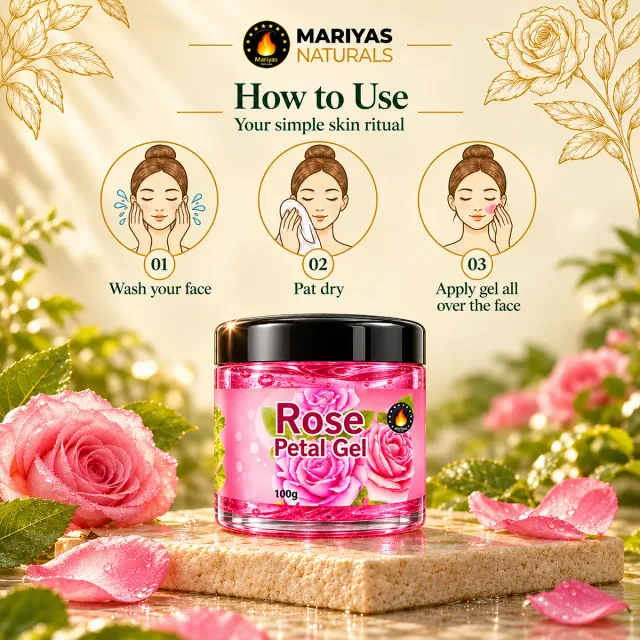 MARIYAS
NATURALS
Mariyas
How to Use
Your simple skin ritual
01
02
03
Wash your face
Pat dry
Apply gel all
over the face
Rose
Petal Gel
100g